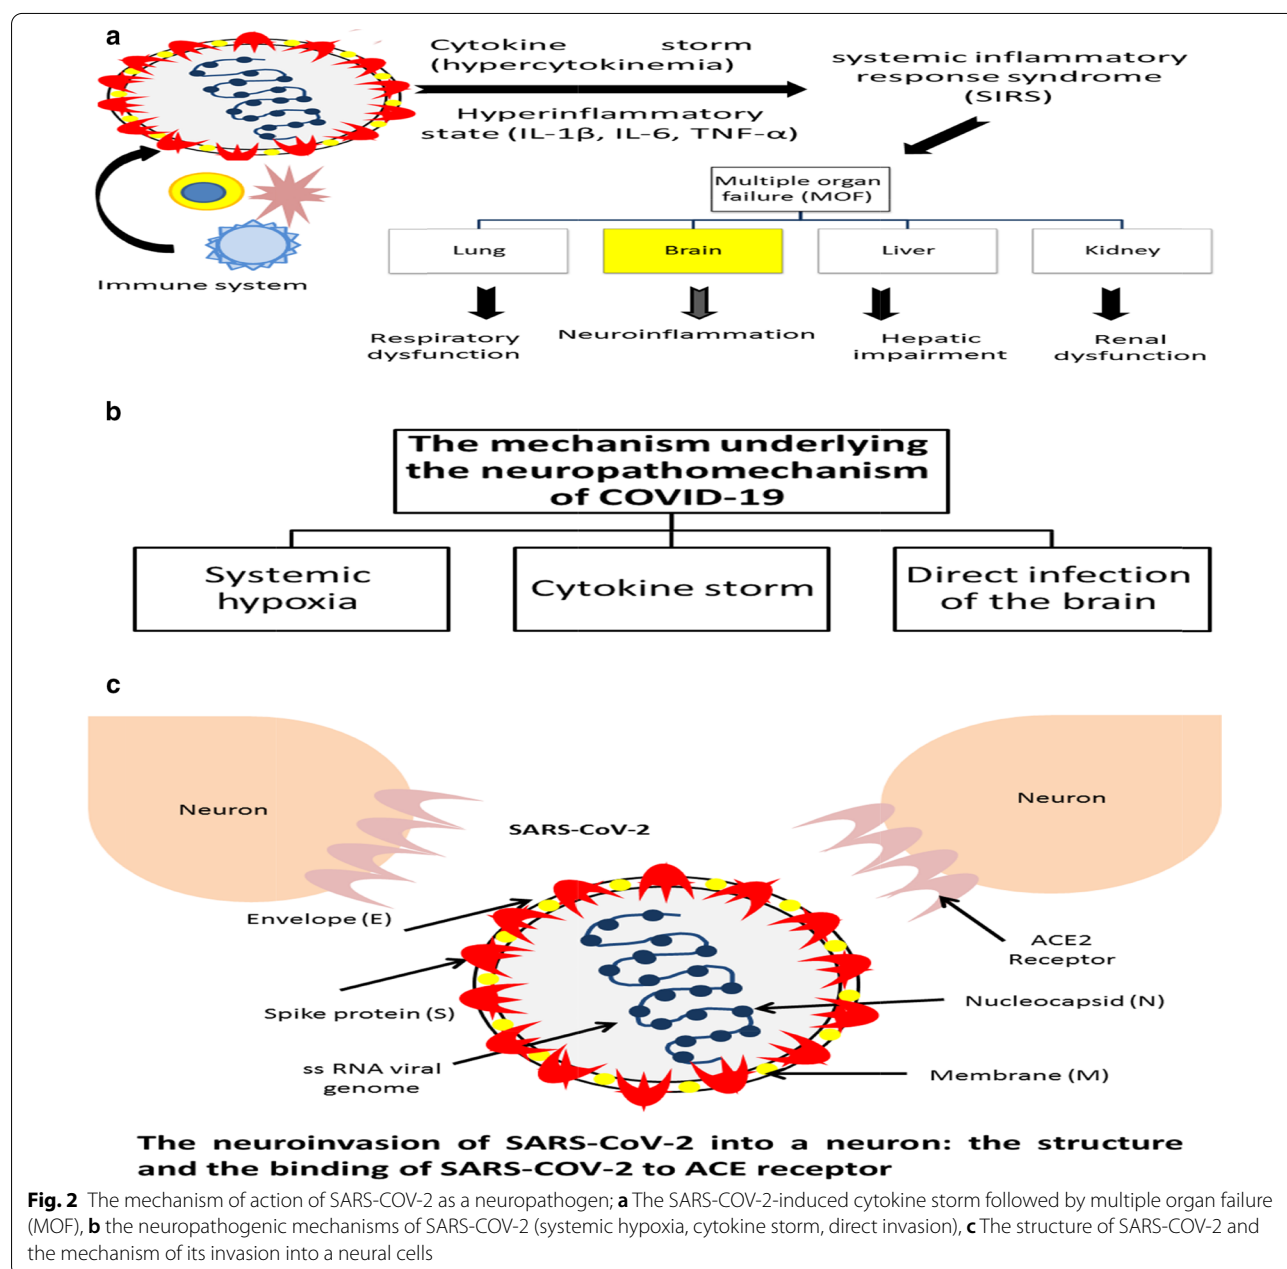 a
Cytokine storm
(hypercytokinemia)
Hyperinflammatory
state (IL-1β, IL-6, TNF-α)
systemic inflammatory
response syndrome
(SIRS)
Immune system
Multiple organ
failure (MOF)
Lung
Brain
Liver
Kidney
Respiratory
dysfunction
Neuroinflammation
Hepatic
impairment
Renal
dysfunction
b
The mechanism underlying
the neuropathomechanism
of COVID-19
Systemic
hypoxia
Cytokine storm
Direct infection
of the brain
c
Neuron
SARS-CoV-2
Neuron
Envelope (E)
Spike protein (S)
ss RNA viral
genome
ACE2
Receptor
Nucleocapsid (N)
Membrane (M)
The neuroinvasion of SARS-CoV-2 into a neuron: the structure
and the binding of SARS-COV-2 to ACE receptor
Fig. 2 The mechanism of action of SARS-COV-2 as a neuropathogen; a The SARS-COV-2-induced cytokine storm followed by multiple organ failure
(MOF), b the neuropathogenic mechanisms of SARS-COV-2 (systemic hypoxia, cytokine storm, direct invasion), c The structure of SARS-COV-2 and
the mechanism of its invasion into a neural cells